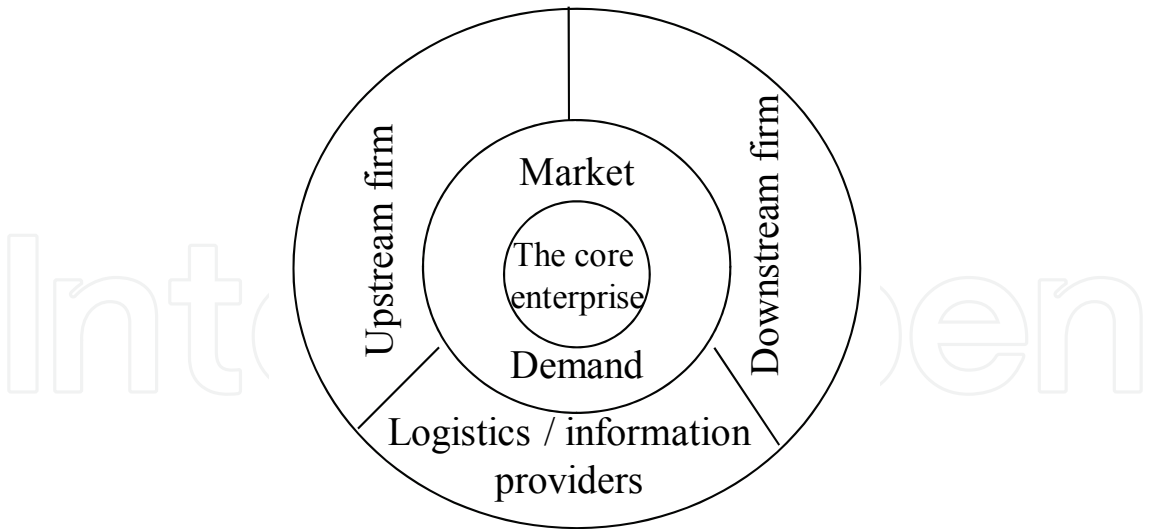 Market
The core
enterprise
Demand
Upstream firm
Downstream firm
Logistics / information
providers